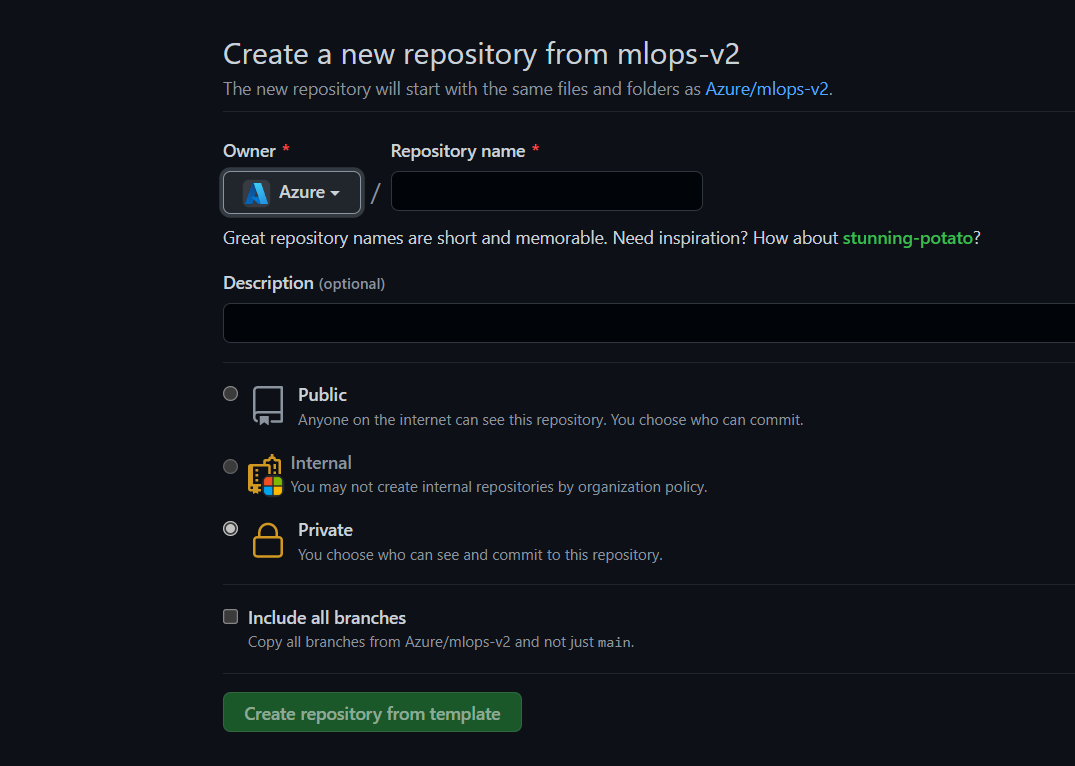 Create a new repository from mlops-v2
The new repository will start with the same files and folders as Azure/mlops-v2.
Owner * Repository name *
Azure /
Great repository names are short and memorable. Need inspiration? How about stunning-potato?
Description (optional)
Public
Anyone on the internet can see this repository. You choose who can commit.
Internal
You may not create internal repositories by organization policy.
Private
You choose who can see and commit to this repository.
Include all branches
Copy all branches from Azure/mlops-v2 and not just main.
Create repository from template